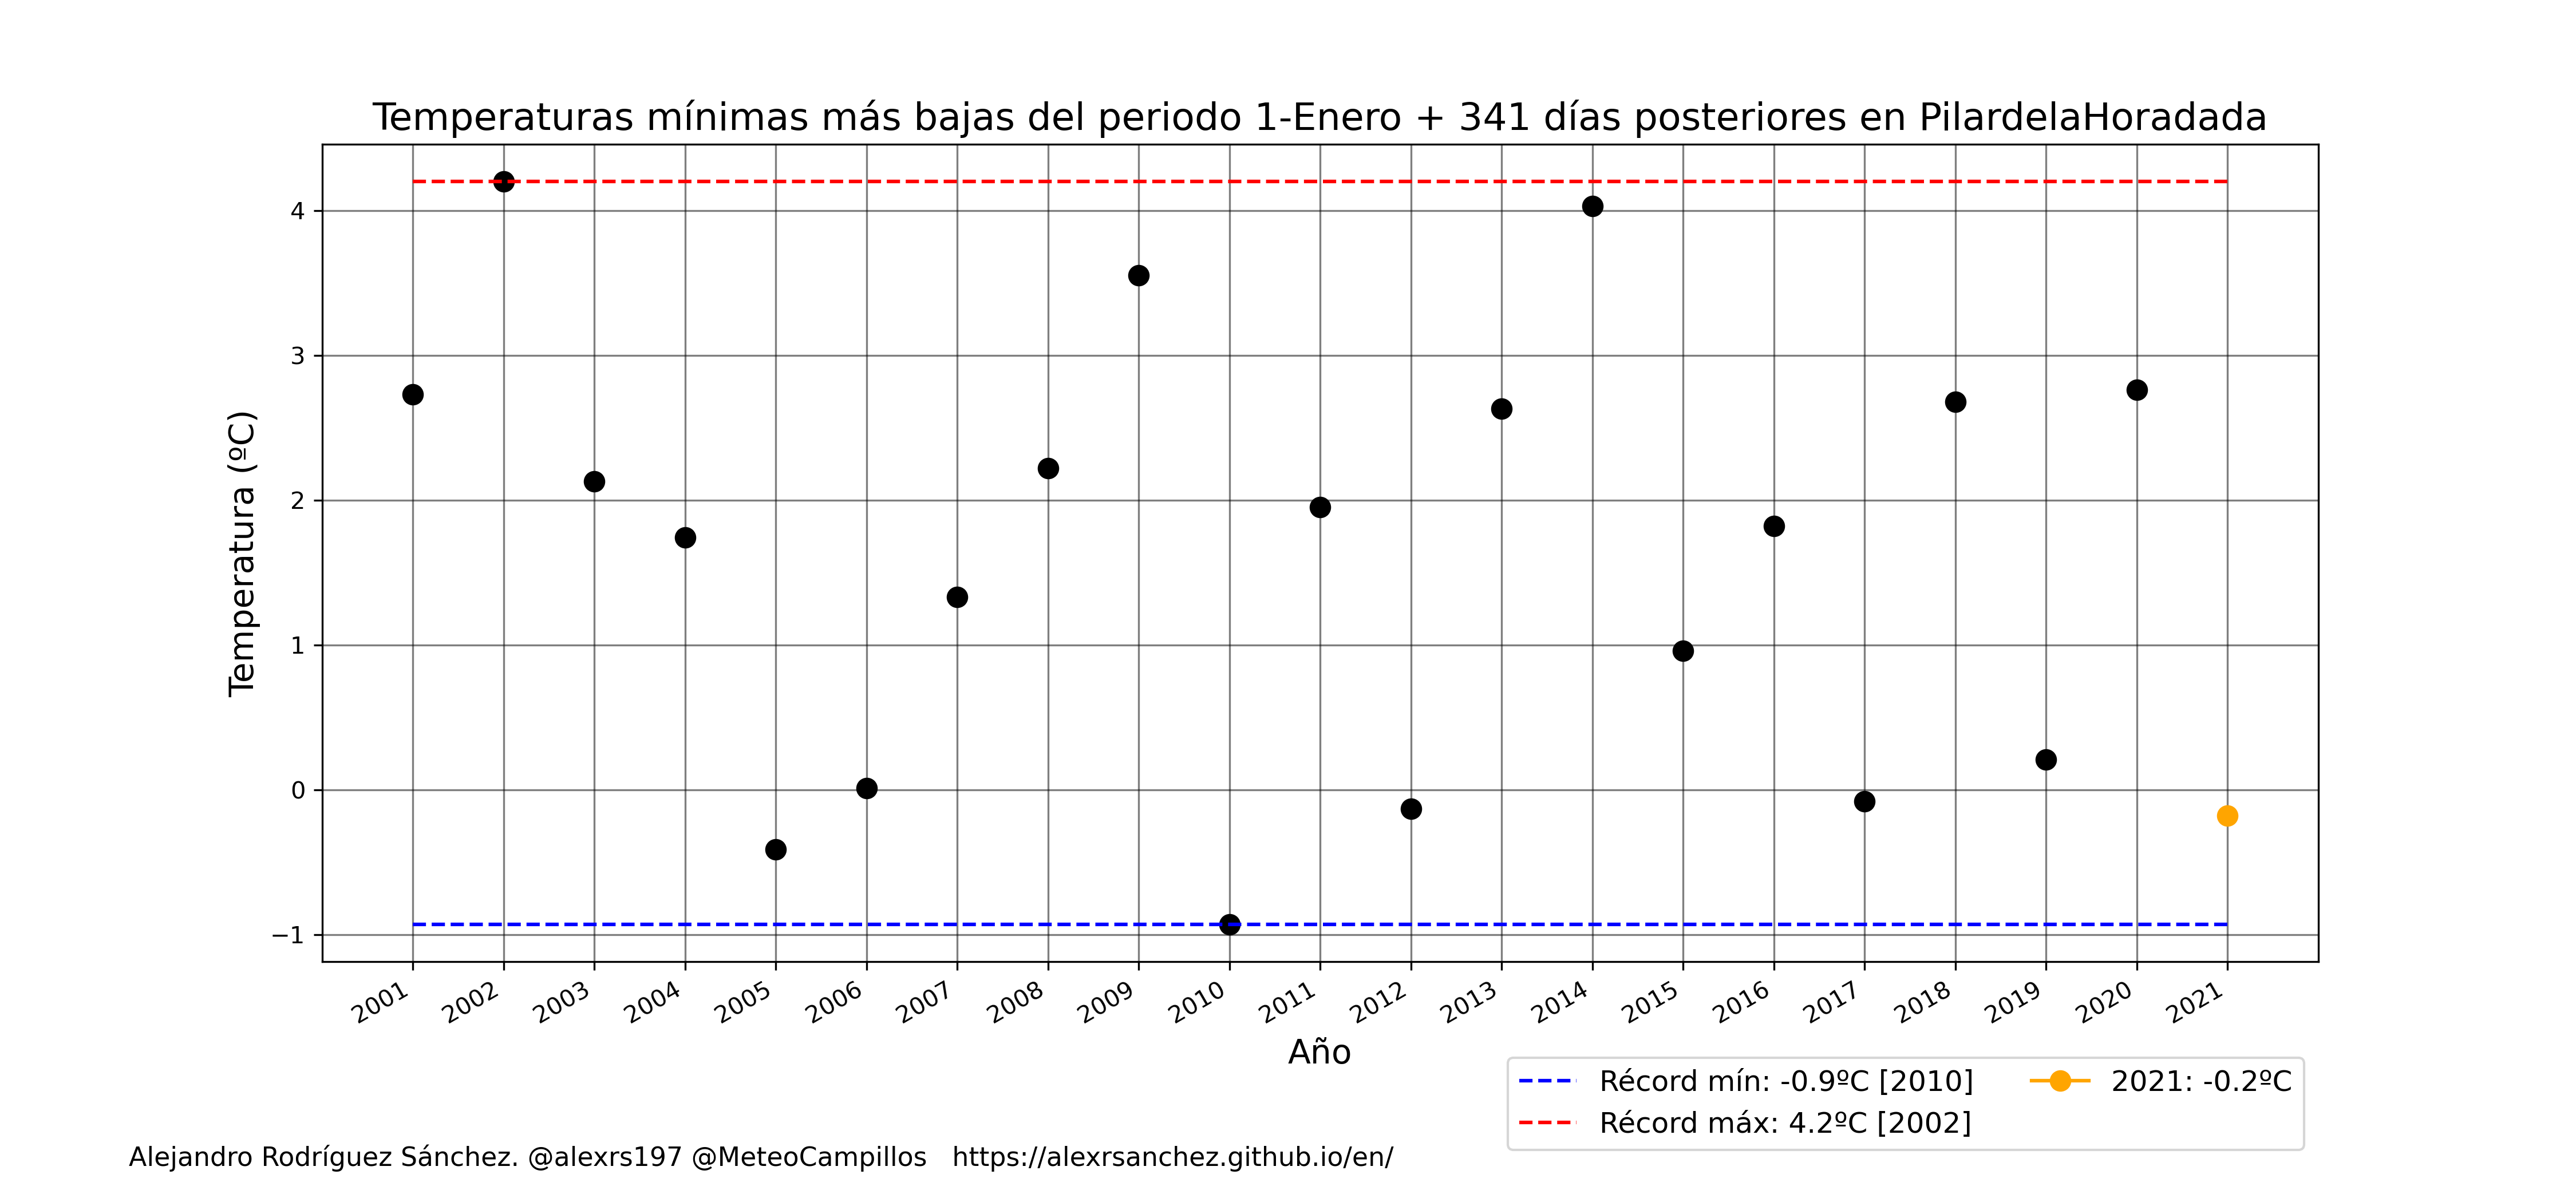 Temperaturas mínimas más bajas del periodo 1-Enero + 341 días posteriores en PilardelaHoradada
Temperatura (ºC)
4
3
2
1
0
−1
2001 2002 2003 2004 2005 2006 2007 2008 2009 2010 2011 2012 2013 2014 2015 2016 2017 2018 2019 2020 2021
Año
Récord mín: -0.9ºC [2010]
Récord máx: 4.2ºC [2002]
2021: -0.2ºC
Alejandro Rodríguez Sánchez. @alexrs197 @MeteoCampillos https://alexrsanchez.github.io/en/